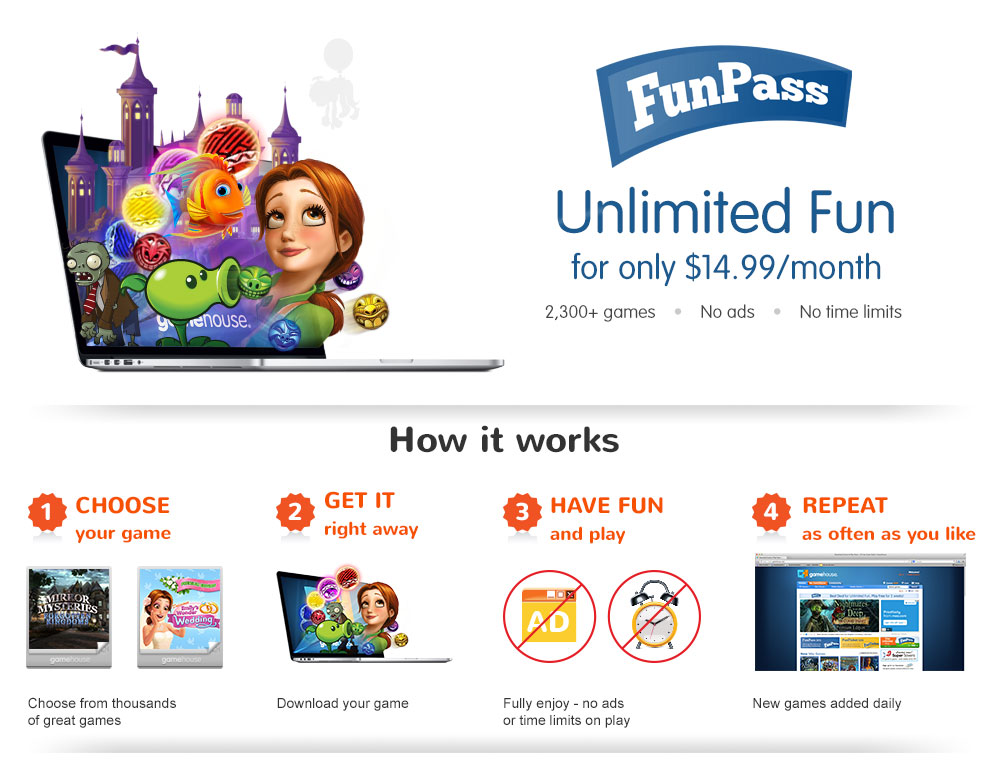 FunPass
Unlimited Fun
for only $14.99/month
2,300+ games • No ads • No time limits
gamehouse
How it works
1 CHOOSE
your game
2 GET IT
right away
3 HAVE FUN
and play
4 REPEAT
as often as you like
MIRROR
MYSTERIES
gamehouse
Emily's
Wonder
Wedding
gamehouse
AD
gamehouse
NIGHTMARES
Deep
Choose from thousands
of great games
Download your game
Fully enjoy - no ads
or time limits on play
New games added daily